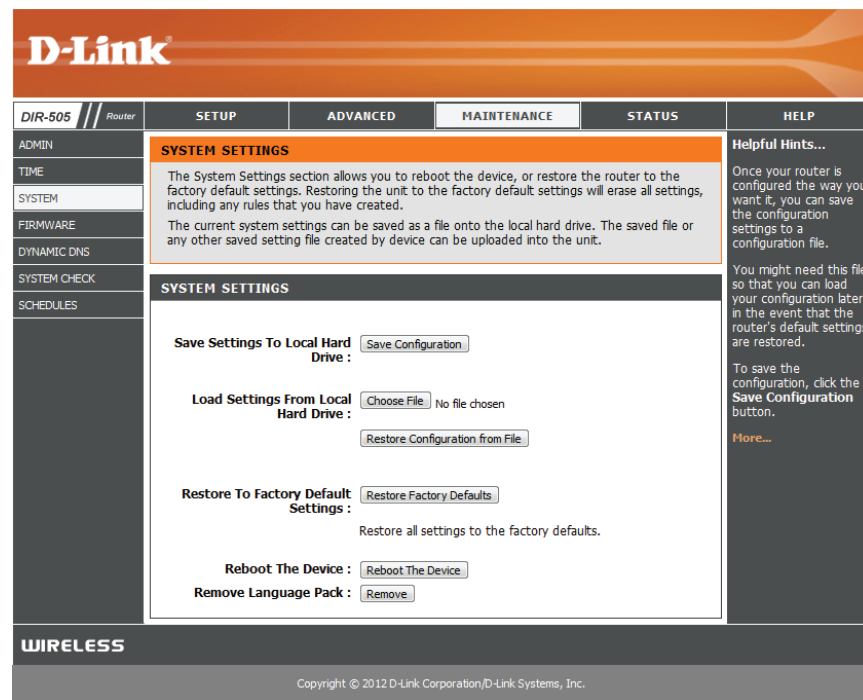 D-Link
DIR-505 // Router
SETUP
ADVANCED
MAINTENANCE
STATUS
HELP
ADMIN
TIME
SYSTEM
FIRMWARE
DYNAMIC DNS
SYSTEM CHECK
SCHEDULES
SYSTEM SETTINGS
The System Settings section allows you to reboot the device, or restore the router to the
factory default settings. Restoring the unit to the factory default settings will erase all settings,
including any rules that you have created.
The current system settings can be saved as a file onto the local hard drive. The saved file or
any other saved setting file created by device can be uploaded into the unit.
SYSTEM SETTINGS
Save Settings To Local Hard
Drive :
Save Configuration
Load Settings From Local
Hard Drive :
Choose File No file chosen
Restore Configuration from File
Restore To Factory Default
Settings :
Restore Factory Defaults
Restore all settings to the factory defaults.
Reboot The Device : Reboot The Device
Remove Language Pack : Remove
Helpful Hints...
Once your router is
configured the way you
want it, you can save
the configuration
settings to a
configuration file.
You might need this file
so that you can load
your configuration later
in the event that the
router's default settings
are restored.
To save the
configuration, click the
Save Configuration
button.
More...
WIRELESS
Copyright © 2012 D-Link Corporation/D-Link Systems, Inc.